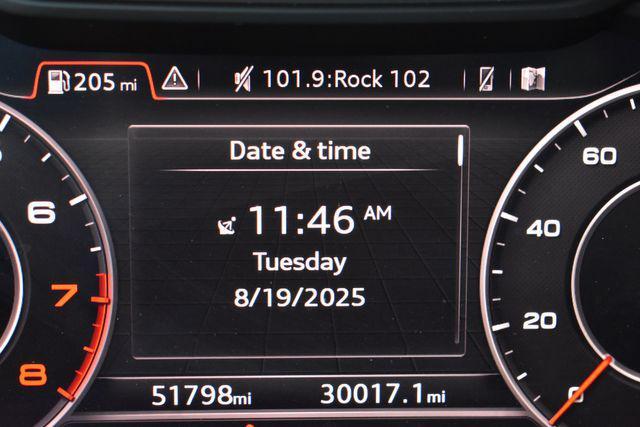 205 mi
101.9:Rock 102
Date & time
11:46 AM
Tuesday
8/19/2025
6
7
8
60
40
20
0
51798mi
30017.1mi